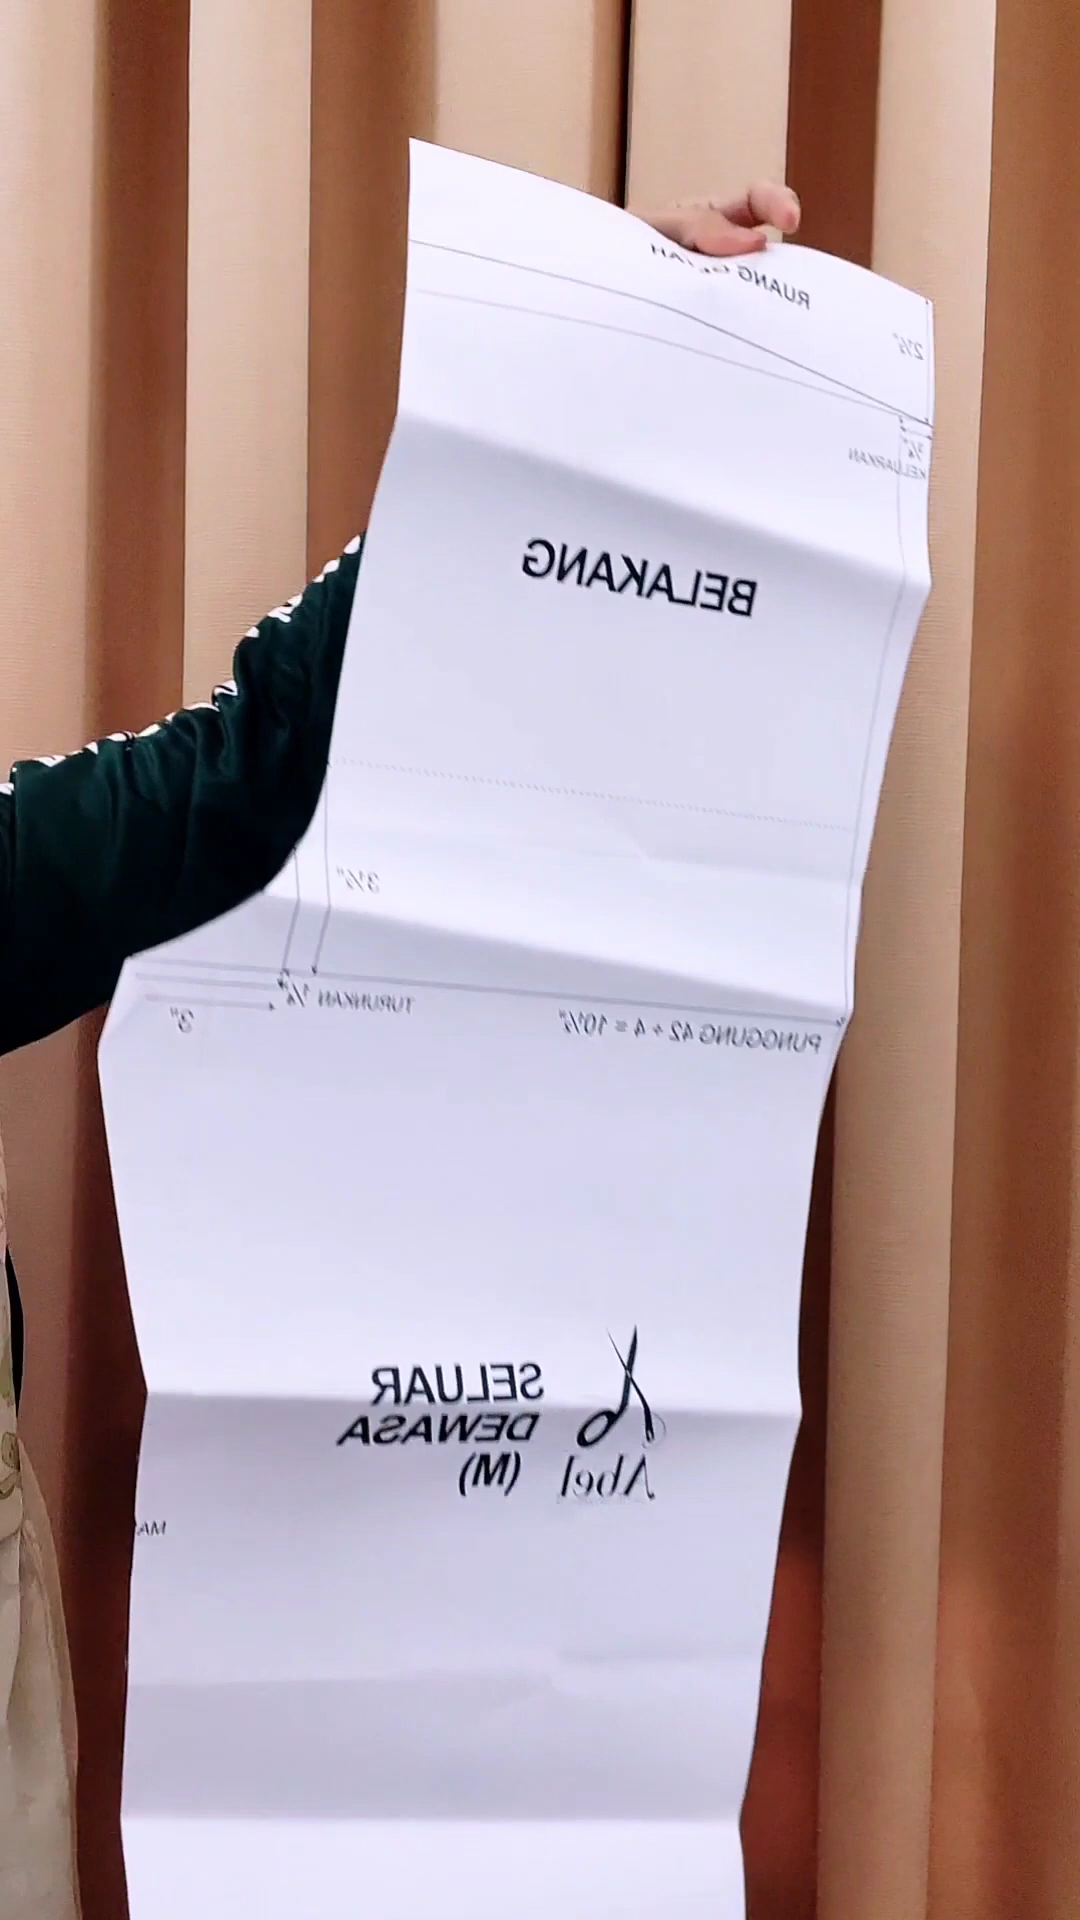 RUANG
2½"
¾"
KELUARKAN
BELAKANG
3½"
TURUNKAN ¼"
3"
PUNGGUNG 42 ÷ 4 = 10½"
SELUAR
DEWASA
(M)
Abel